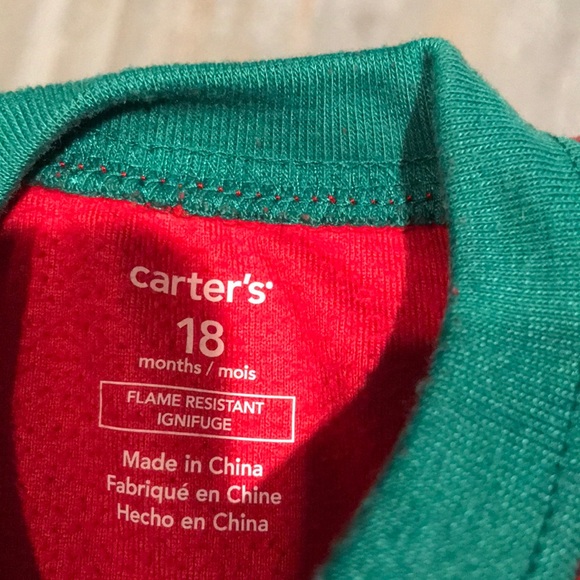 carter's
18
months / mois
FLAME RESISTANT
IGNIFUGE
Made in China
Fabriqué en Chine
Hecho en China